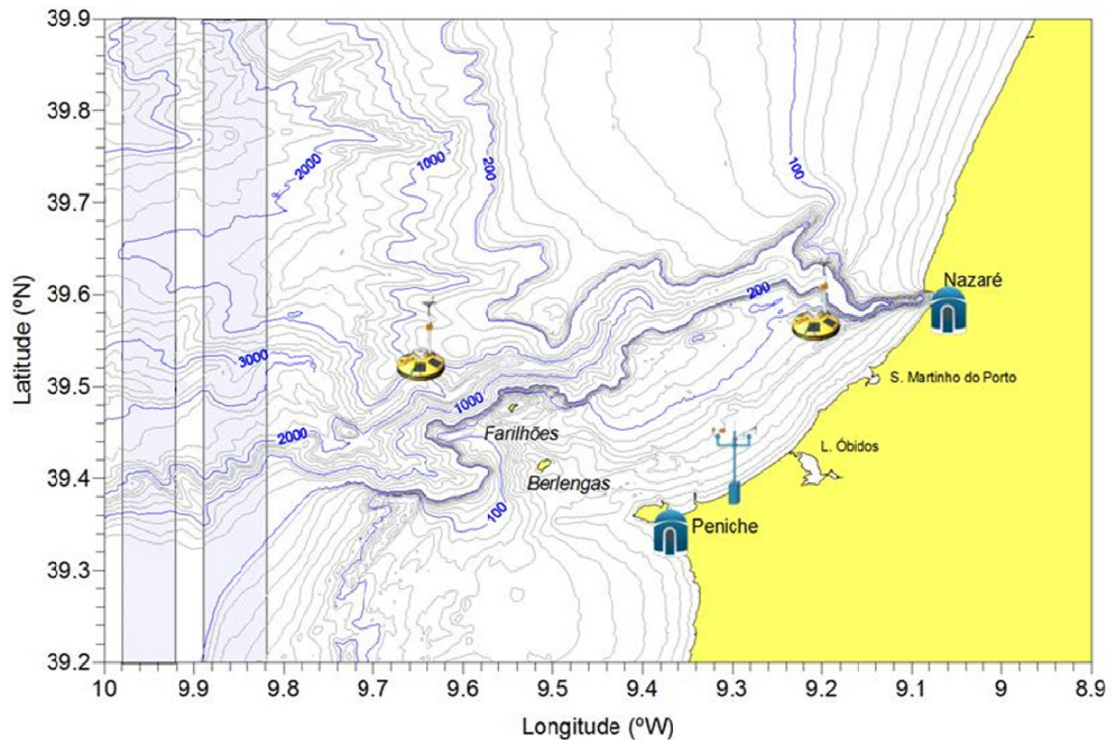 39.9
39.8
39.7
39.6
39.5
39.4
39.3
39.2
Latitude (ºN)
100
200
1000
2000
200
3000
1000
2000
100
Nazaré
S. Martinho do Porto
L. Óbidos
Farilhões
Berlengas
Peniche
10 9.9 9.8 9.7 9.6 9.5 9.4 9.3 9.2 9.1 9 8.9
Longitude (ºW)